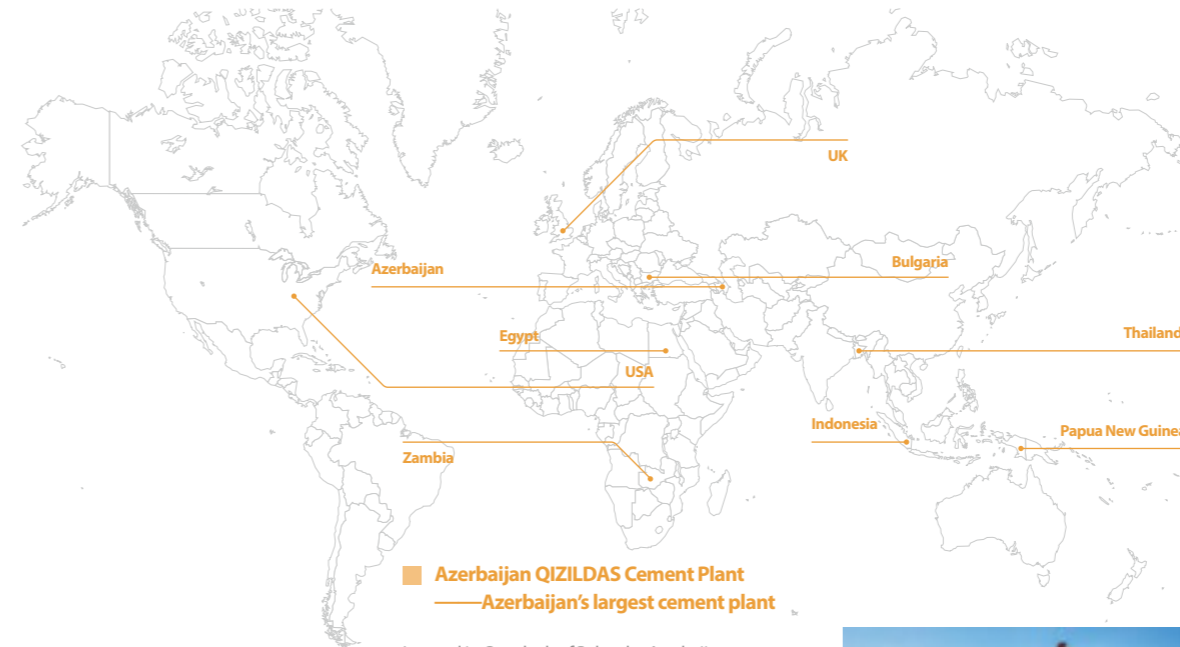 UK
Azerbaijan
Bulgaria
Egypt
Thailand
USA
Indonesia
Papua New Guinea
Zambia
Azerbaijan QIZILDAS Cement Plant
Azerbaijan's largest cement plant